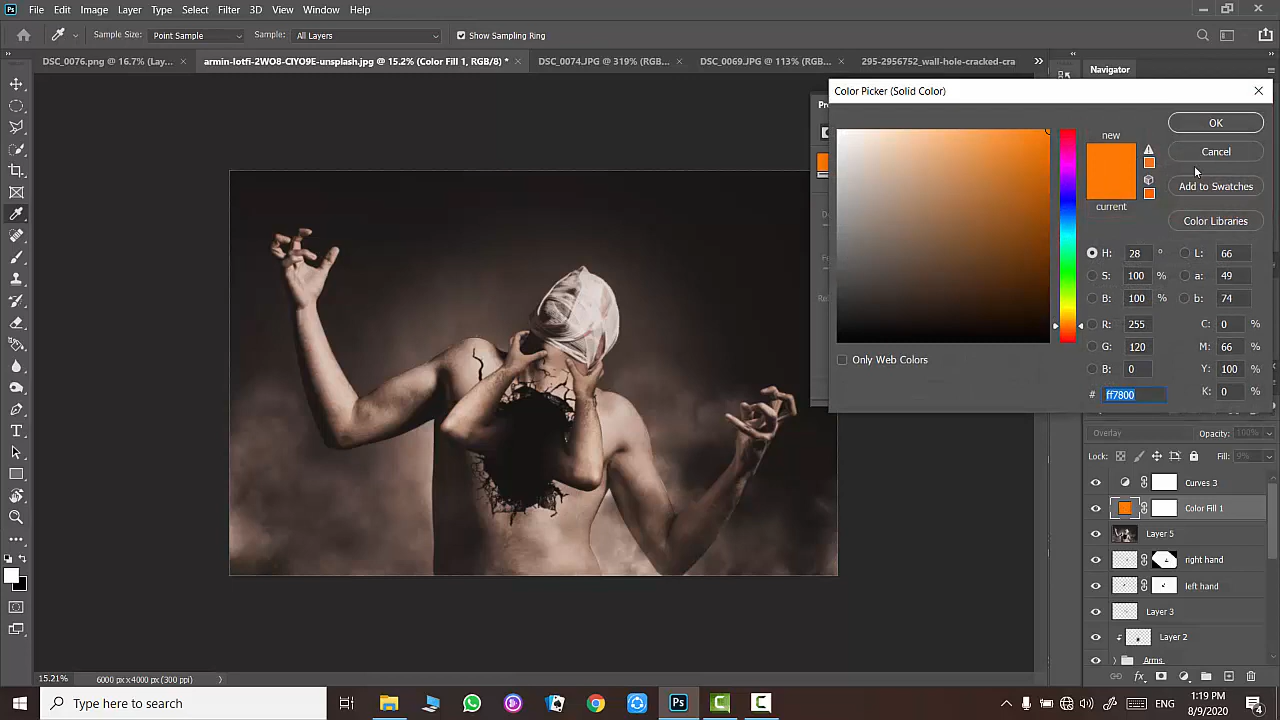 Ps File Edit Image Layer Type Select Filter 3D View Window Help
Sample Size: Point Sample Sample: All Layers Show Sampling Ring
DSC_0076.png @ 16.7% (Lay... × armin-lotfi-2WO8-CIYO9E-unsplash.jpg @ 15.2% (Color Fill 1, RGB/8) * × DSC_0074.JPG @ 319% (RGB... × DSC_0069.JPG @ 113% (RGB... × 295-2956752_wall-hole-cracked-cra
Navigator
Color Picker (Solid Color)
new
current
OK
Cancel
Add to Swatches
Color Libraries
H: 28 ° L: 66
S: 100 % a: 49
B: 100 % b: 74
R: 255 C: 0 %
G: 120 M: 66 %
B: 0 Y: 100 %
# ff7800 K: 0 %
Only Web Colors
Overlay Opacity: 100%
Lock: Fill: 9%
Curves 3
Color Fill 1
Layer 5
right hand
left hand
Layer 3
Layer 2
Arms
15.21% 6000 px x 4000 px (300 ppi)
Type here to search
ENG
1:19 PM
8/9/2020
4